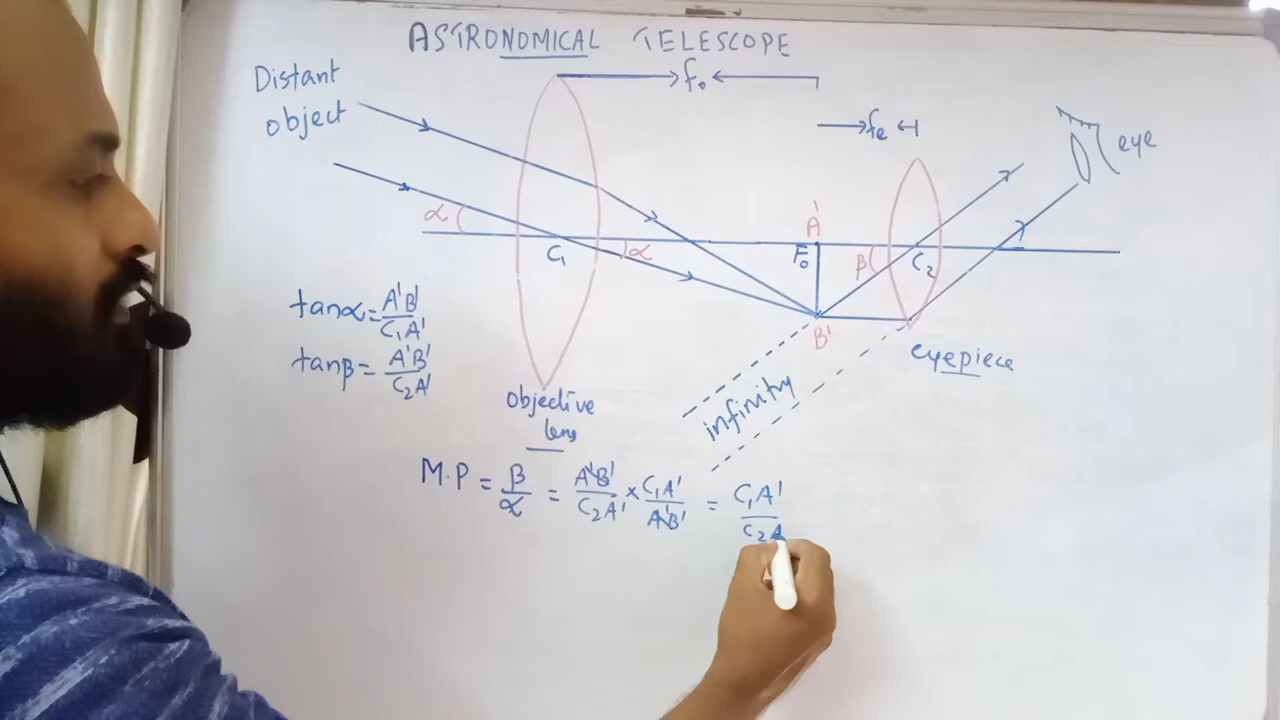 ASTRONOMICAL TELESCOPE
Distant
object
f₀
fe
eye
α
C₁
α
A'
F₀
β
C₂
B'
eyepiece
tanα = A'B' / C₁A'
tanβ = A'B' / C₂A'
objective
lens
infinitry
M.P = β/α = A'B'/C₂A' × C₁A'/A'B' = C₁A'/C₂A